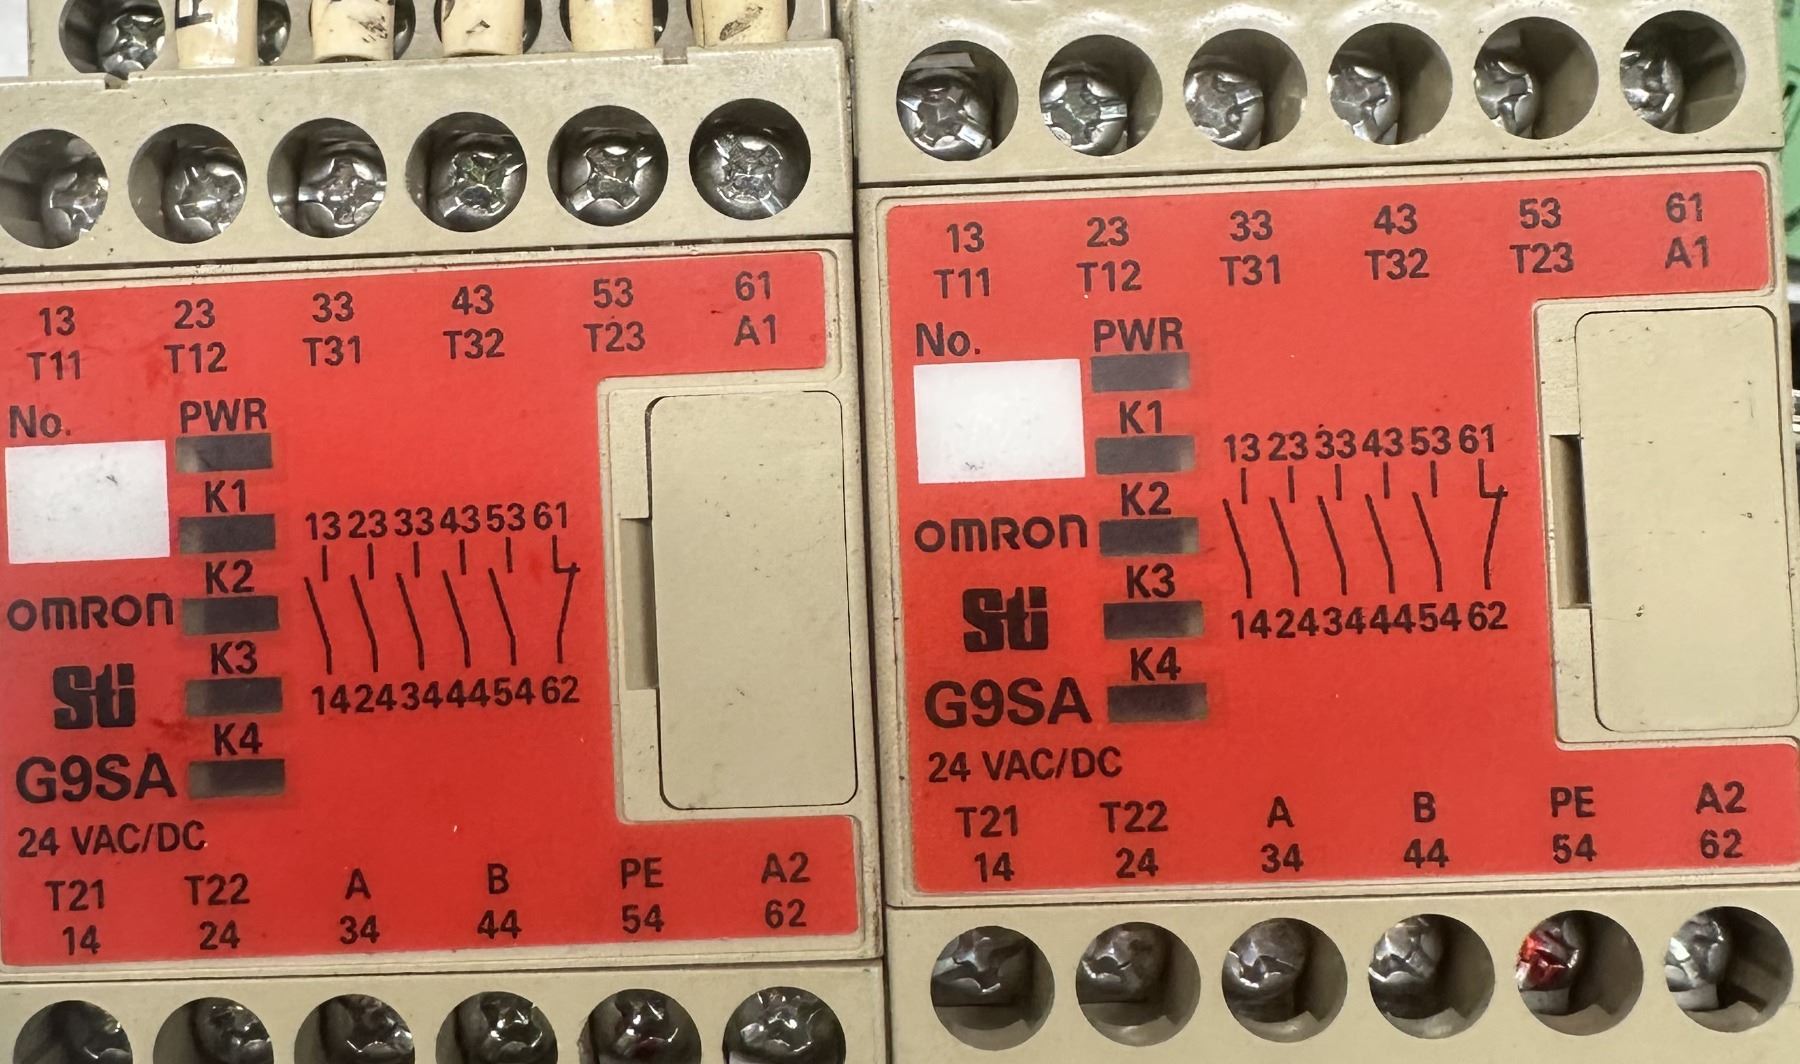 13 23 33 43 53 61
T11 T12 T31 T32 T23 A1
No. PWR
K1
13 23 33 43 53 61
K2
OMRON
K3
Sti
14 24 34 44 54 62
K4
G9SA
24 VAC/DC
T21 T22 A B PE A2
14 24 34 44 54 62
13 23 33 43 53 61
T11 T12 T31 T32 T23 A1
No. PWR
K1
13 23 33 43 53 61
K2
OMRON
K3
Sti
14 24 34 44 54 62
K4
G9SA
24 VAC/DC
T21 T22 A B PE A2
14 24 34 44 54 62